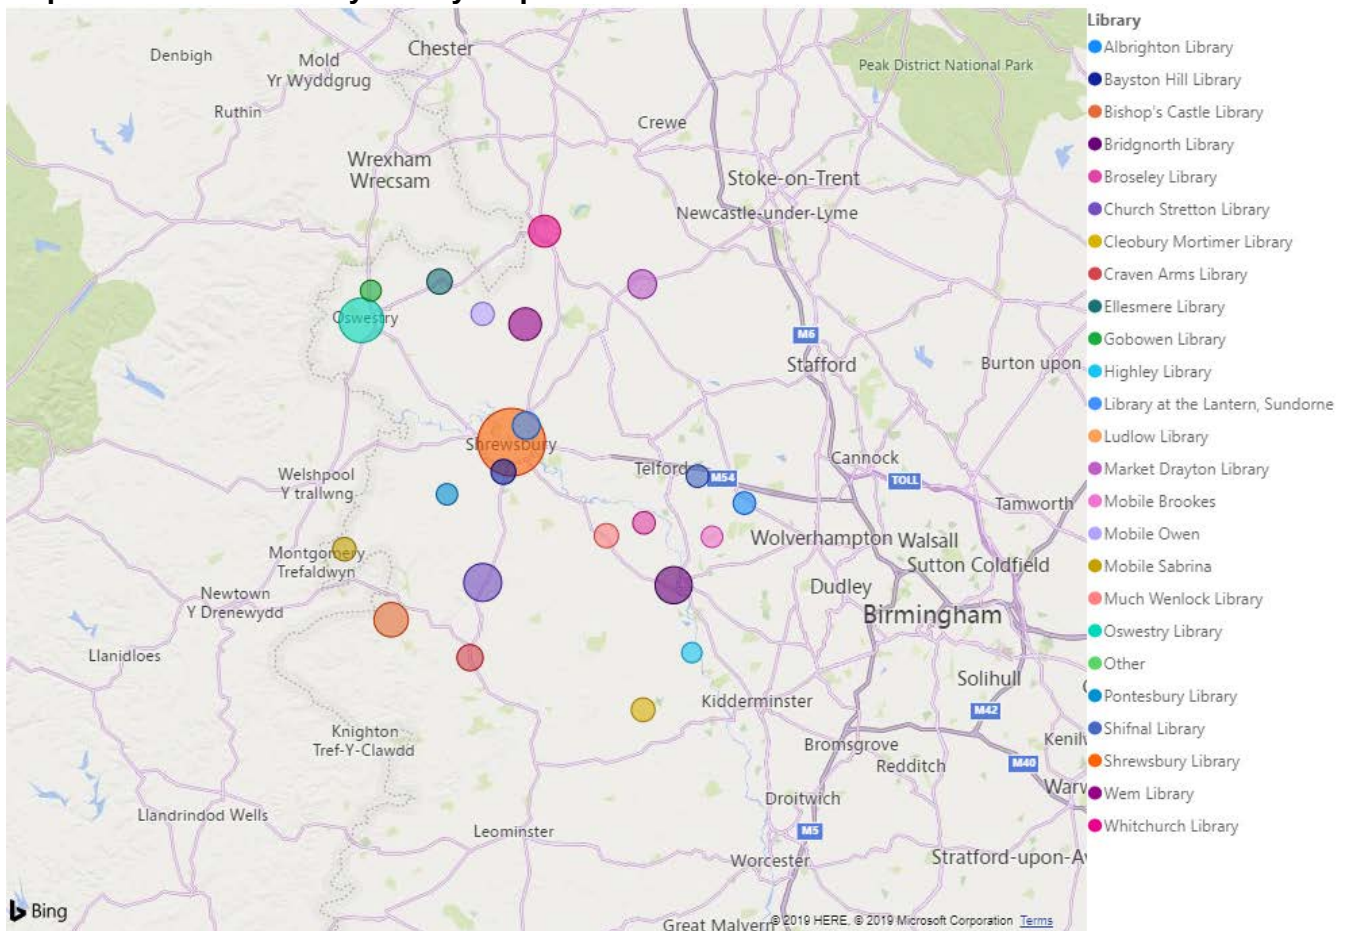 Denbigh
Mold
Yr Wyddgrug
Chester
Peak District National Park
Ruthin
Crewe
Wrexham
Wrecsam
Stoke-on-Trent
Newcastle-under-Lyme
Oswestry
M6
Stafford
Burton upon
Shrewsbury
Telford
M54
Cannock
TOLL
Welshpool
Y trallwng
Tamworth
Wolverhampton
Walsall
Montgomery
Trefaldwyn
Sutton Coldfield
Newtown
Y Drenewydd
Dudley
Birmingham
Llanidloes
Solihull
Kidderminster
M42
Knighton
Tref-Y-Clawdd
Bromsgrove
Redditch
M40
Droitwich
Llandrindod Wells
Leominster
M5
Worcester
Great Malvern
Bing
© 2019 HERE, © 2019 Microsoft Corporation Terms
Library
Albrighton Library
Bayston Hill Library
Bishop's Castle Library
Bridgnorth Library
Broseley Library
Church Stretton Library
Cleobury Mortimer Library
Craven Arms Library
Ellesmere Library
Gobowen Library
Highley Library
Library at the Lantern, Sundorne
Ludlow Library
Market Drayton Library
Mobile Brookes
Mobile Owen
Mobile Sabrina
Much Wenlock Library
Oswestry Library
Other
Pontesbury Library
Shifnal Library
Shrewsbury Library
Wem Library
Whitchurch Library